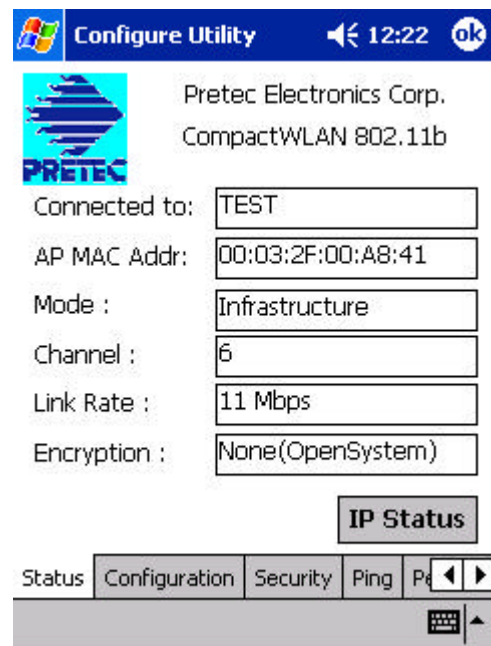 Configure Utility 12:22 ok
Pretec Electronics Corp.
CompactWLAN 802.11b
PRETEC
Connected to: TEST
AP MAC Addr: 00:03:2F:00:A8:41
Mode : Infrastructure
Channel : 6
Link Rate : 11 Mbps
Encryption : None(OpenSystem)
IP Status
Status Configuration Security Ping